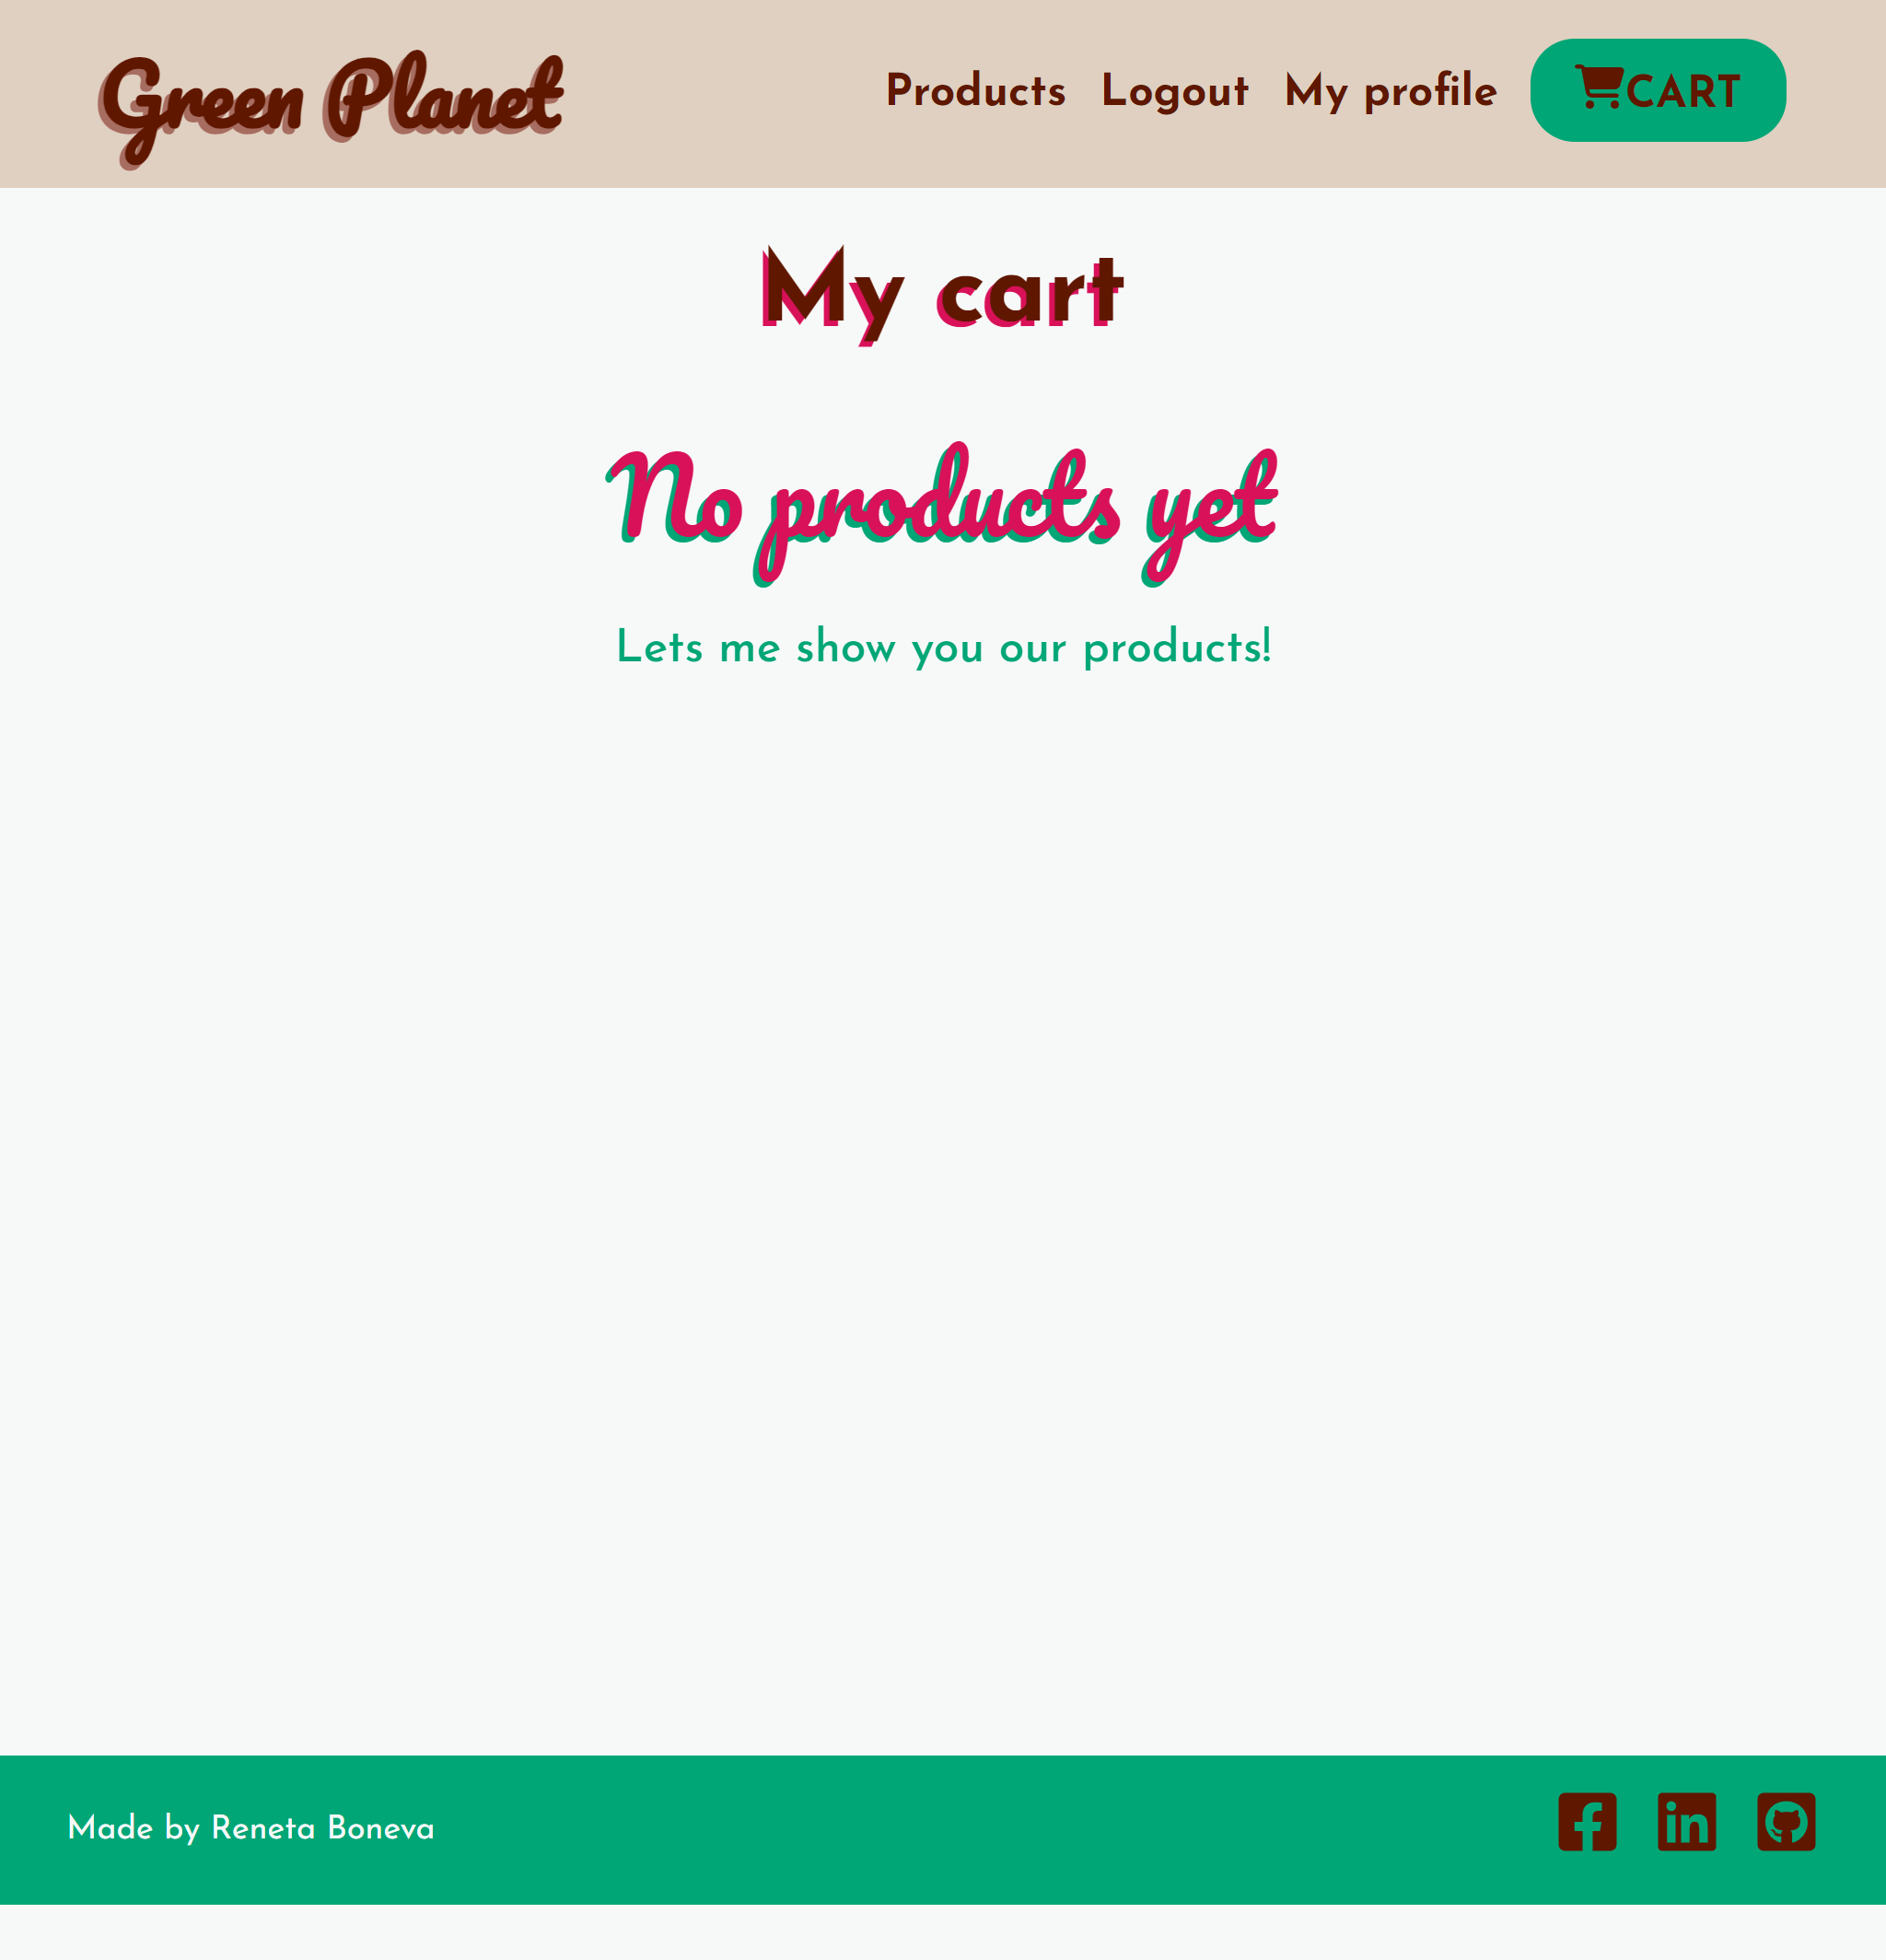 Green Planet
Products Logout My profile CART
My cart
No products yet
Lets me show you our products!
Made by Reneta Boneva